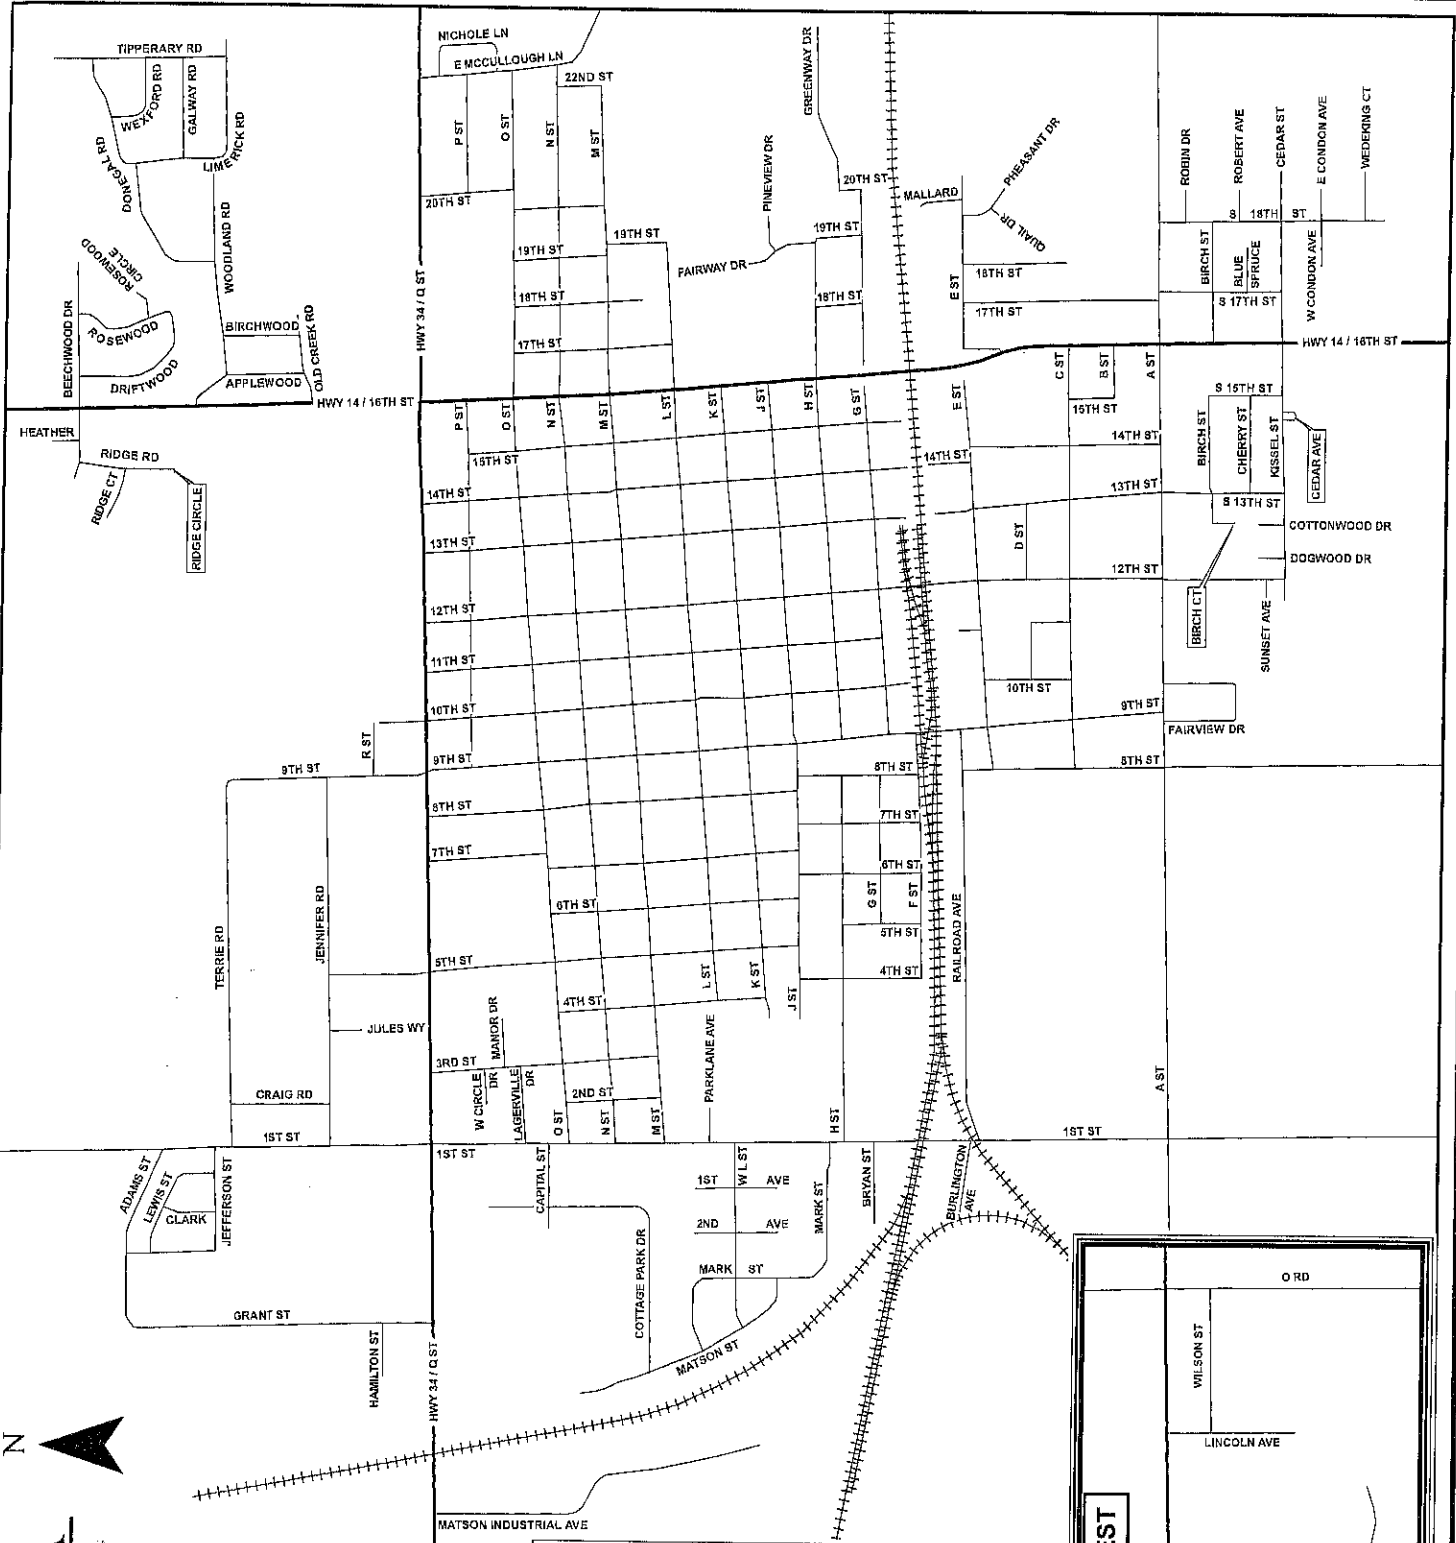 NICHOLE LN
E MCCULLOUGH LN
TIPPERARY RD
WEXFORD RD
GALWAY RD
DONEGAL RD
LIMERICK RD
22ND ST
P ST
O ST
N ST
M ST
GREENWAY DR
20TH ST
20TH ST
PINEVIEW DR
MALLARD
PHEASANT DR
QUAIL DR
ROBIN DR
ROBERT AVE
CEDAR ST
E CONDON AVE
WEDEKING CT
S 18TH ST
WOODLAND RD
ROSEWOOD
CIRCLE
19TH ST
19TH ST
19TH ST
FAIRWAY DR
BIRCH ST
BLUE
SPRUCE
W CONDON AVE
HWY 34 / Q ST
18TH ST
18TH ST
E ST
18TH ST
17TH ST
S 17TH ST
BEECHWOOD DR
ROSEWOOD
DRIFTWOOD
BIRCHWOOD
APPLEWOOD
OLD CREEK RD
17TH ST
HWY 14 / 16TH ST
HWY 14 / 16TH ST
P ST
O ST
N ST
M ST
L ST
K ST
J ST
H ST
G ST
E ST
C ST
B ST
A ST
15TH ST
S 15TH ST
HEATHER
RIDGE RD
RIDGE CT
RIDGE CIRCLE
15TH ST
14TH ST
14TH ST
BIRCH ST
CHERRY ST
KISSEL ST
CEDAR AVE
14TH ST
13TH ST
S 13TH ST
13TH ST
D ST
COTTONWOOD DR
DOGWOOD DR
12TH ST
12TH ST
BIRCH CT
SUNSET AVE
11TH ST
10TH ST
10TH ST
9TH ST
FAIRVIEW DR
R ST
9TH ST
9TH ST
8TH ST
8TH ST
8TH ST
7TH ST
7TH ST
6TH ST
6TH ST
G ST
F ST
5TH ST
TERRIE RD
JENNIFER RD
RAILROAD AVE
5TH ST
L ST
K ST
J ST
4TH ST
4TH ST
JULES WY
MANOR DR
3RD ST
W CIRCLE
DR
LAGERVILLE
DR
2ND ST
PARKLANE AVE
A ST
CRAIG RD
1ST ST
O ST
N ST
M ST
H ST
1ST ST
1ST ST
ADAMS ST
LEWIS ST
CLARK
JEFFERSON ST
CAPITAL ST
1ST AVE
W L ST
2ND AVE
MARK ST
BRYAN ST
BURLINGTON
AVE
COTTAGE PARK DR
MARK ST
GRANT ST
HAMILTON ST
HWY 34 / Q ST
MATSON ST
O RD
WILSON ST
LINCOLN AVE
N
MATSON INDUSTRIAL AVE
EST